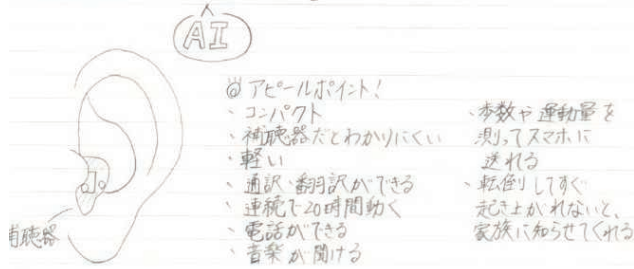 AI
アピールポイント!
・コンパクト
・補聴器だとわかりにくい
・軽い
・通訳・翻訳ができる
・連続で20時間動く
・電話ができる
・音楽が聞ける
・歩数や運動量を
測ってスマホに
送れる
・転倒してすぐ
起き上がれないと、
家族に知らせてくれる
補聴器